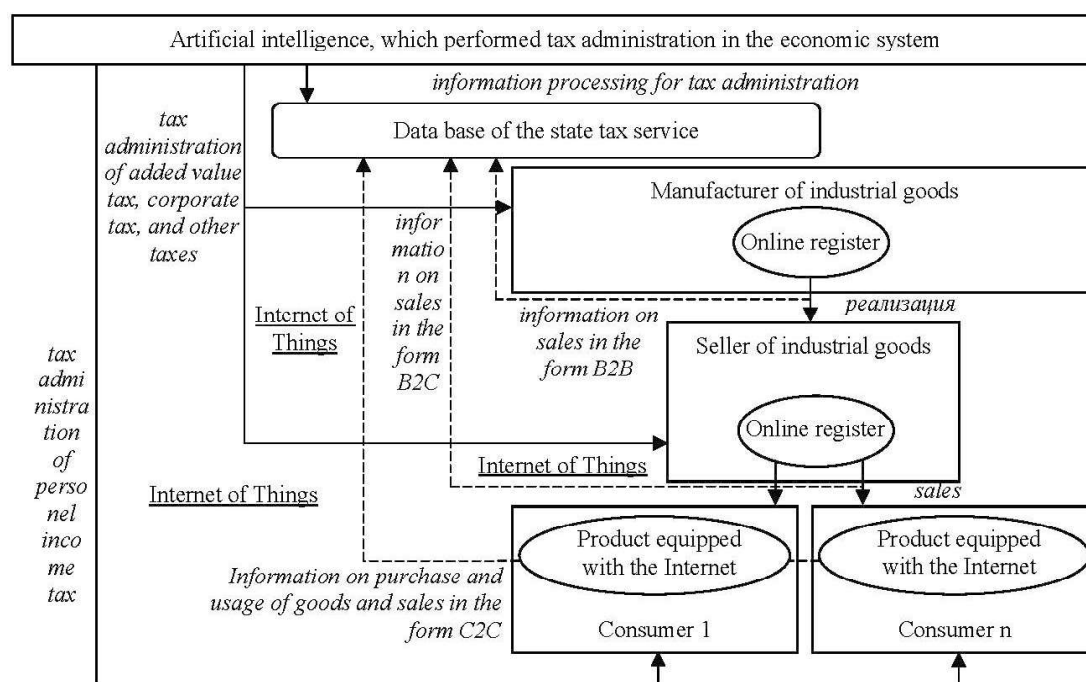 Artificial intelligence, which performed tax administration in the economic system
information processing for tax administration
tax
administration
of added value
tax, corporate
tax, and other
taxes
Data base of the state tax service
Manufacturer of industrial goods
Online register
infor
matio
n on
sales
in the
form
B2C
Internet of
Things
information on
sales in the
form B2B
реализация
Seller of industrial goods
Online register
tax
admi
nistra
tion
of
perso
nel
inco
me
tax
Internet of Things
Internet of Things
sales
Product equipped
with the Internet
Consumer 1
Product equipped
with the Internet
Consumer n
Information on purchase and
usage of goods and sales in the
form C2C